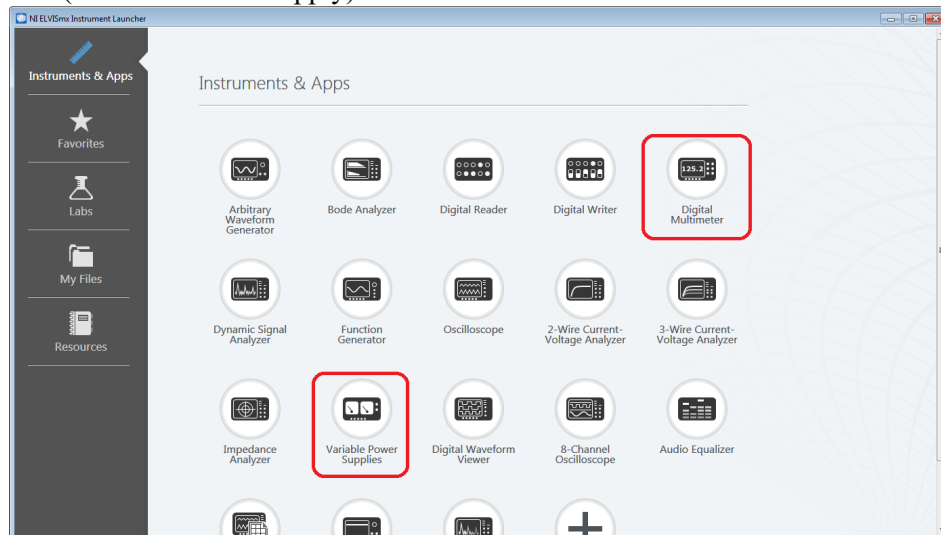 NI ELVISmx Instrument Launcher
Instruments & Apps
Favorites
Labs
My Files
Resources
Instruments & Apps
Arbitrary
Waveform
Generator
Bode Analyzer
Digital Reader
Digital Writer
125.2
Digital
Multimeter
Dynamic Signal
Analyzer
Function
Generator
Oscilloscope
2-Wire Current-
Voltage Analyzer
3-Wire Current-
Voltage Analyzer
Impedance
Analyzer
Variable Power
Supplies
Digital Waveform
Viewer
8-Channel
Oscilloscope
Audio Equalizer